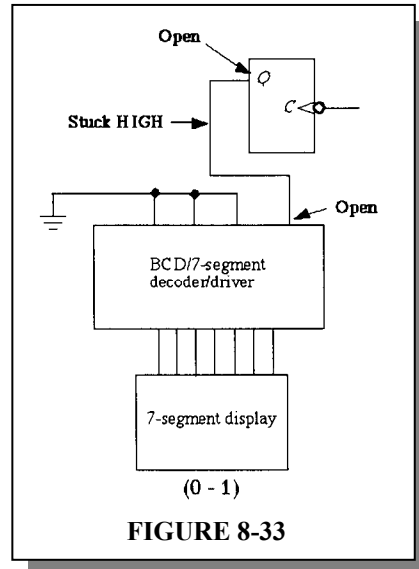 Open
Q
C
Stuck HIGH
Open
BCD/7-segment
decoder/driver
7-segment display
(0 - 1)
FIGURE 8-33